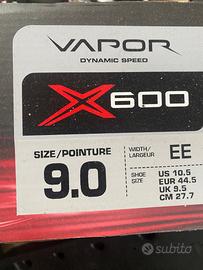 VAPOR
DYNAMIC SPEED
X600
SIZE/POINTURE
9.0
WIDTH/
LARGEUR
EE
SHOE
SIZE
US 10.5
EUR 44.5
UK 9.5
CM 27.7
subito